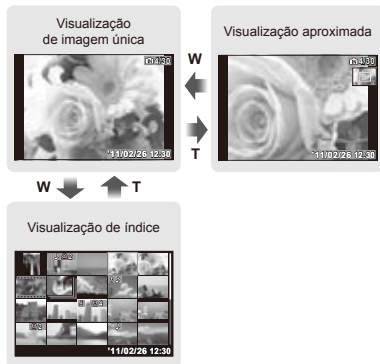 Visualização
de imagem única
4/30
'11/02/26 12:30
W
T
Visualização aproximada
4/30
'11/02/26 12:30
W
T
Visualização de índice
'11/02/26 12:30